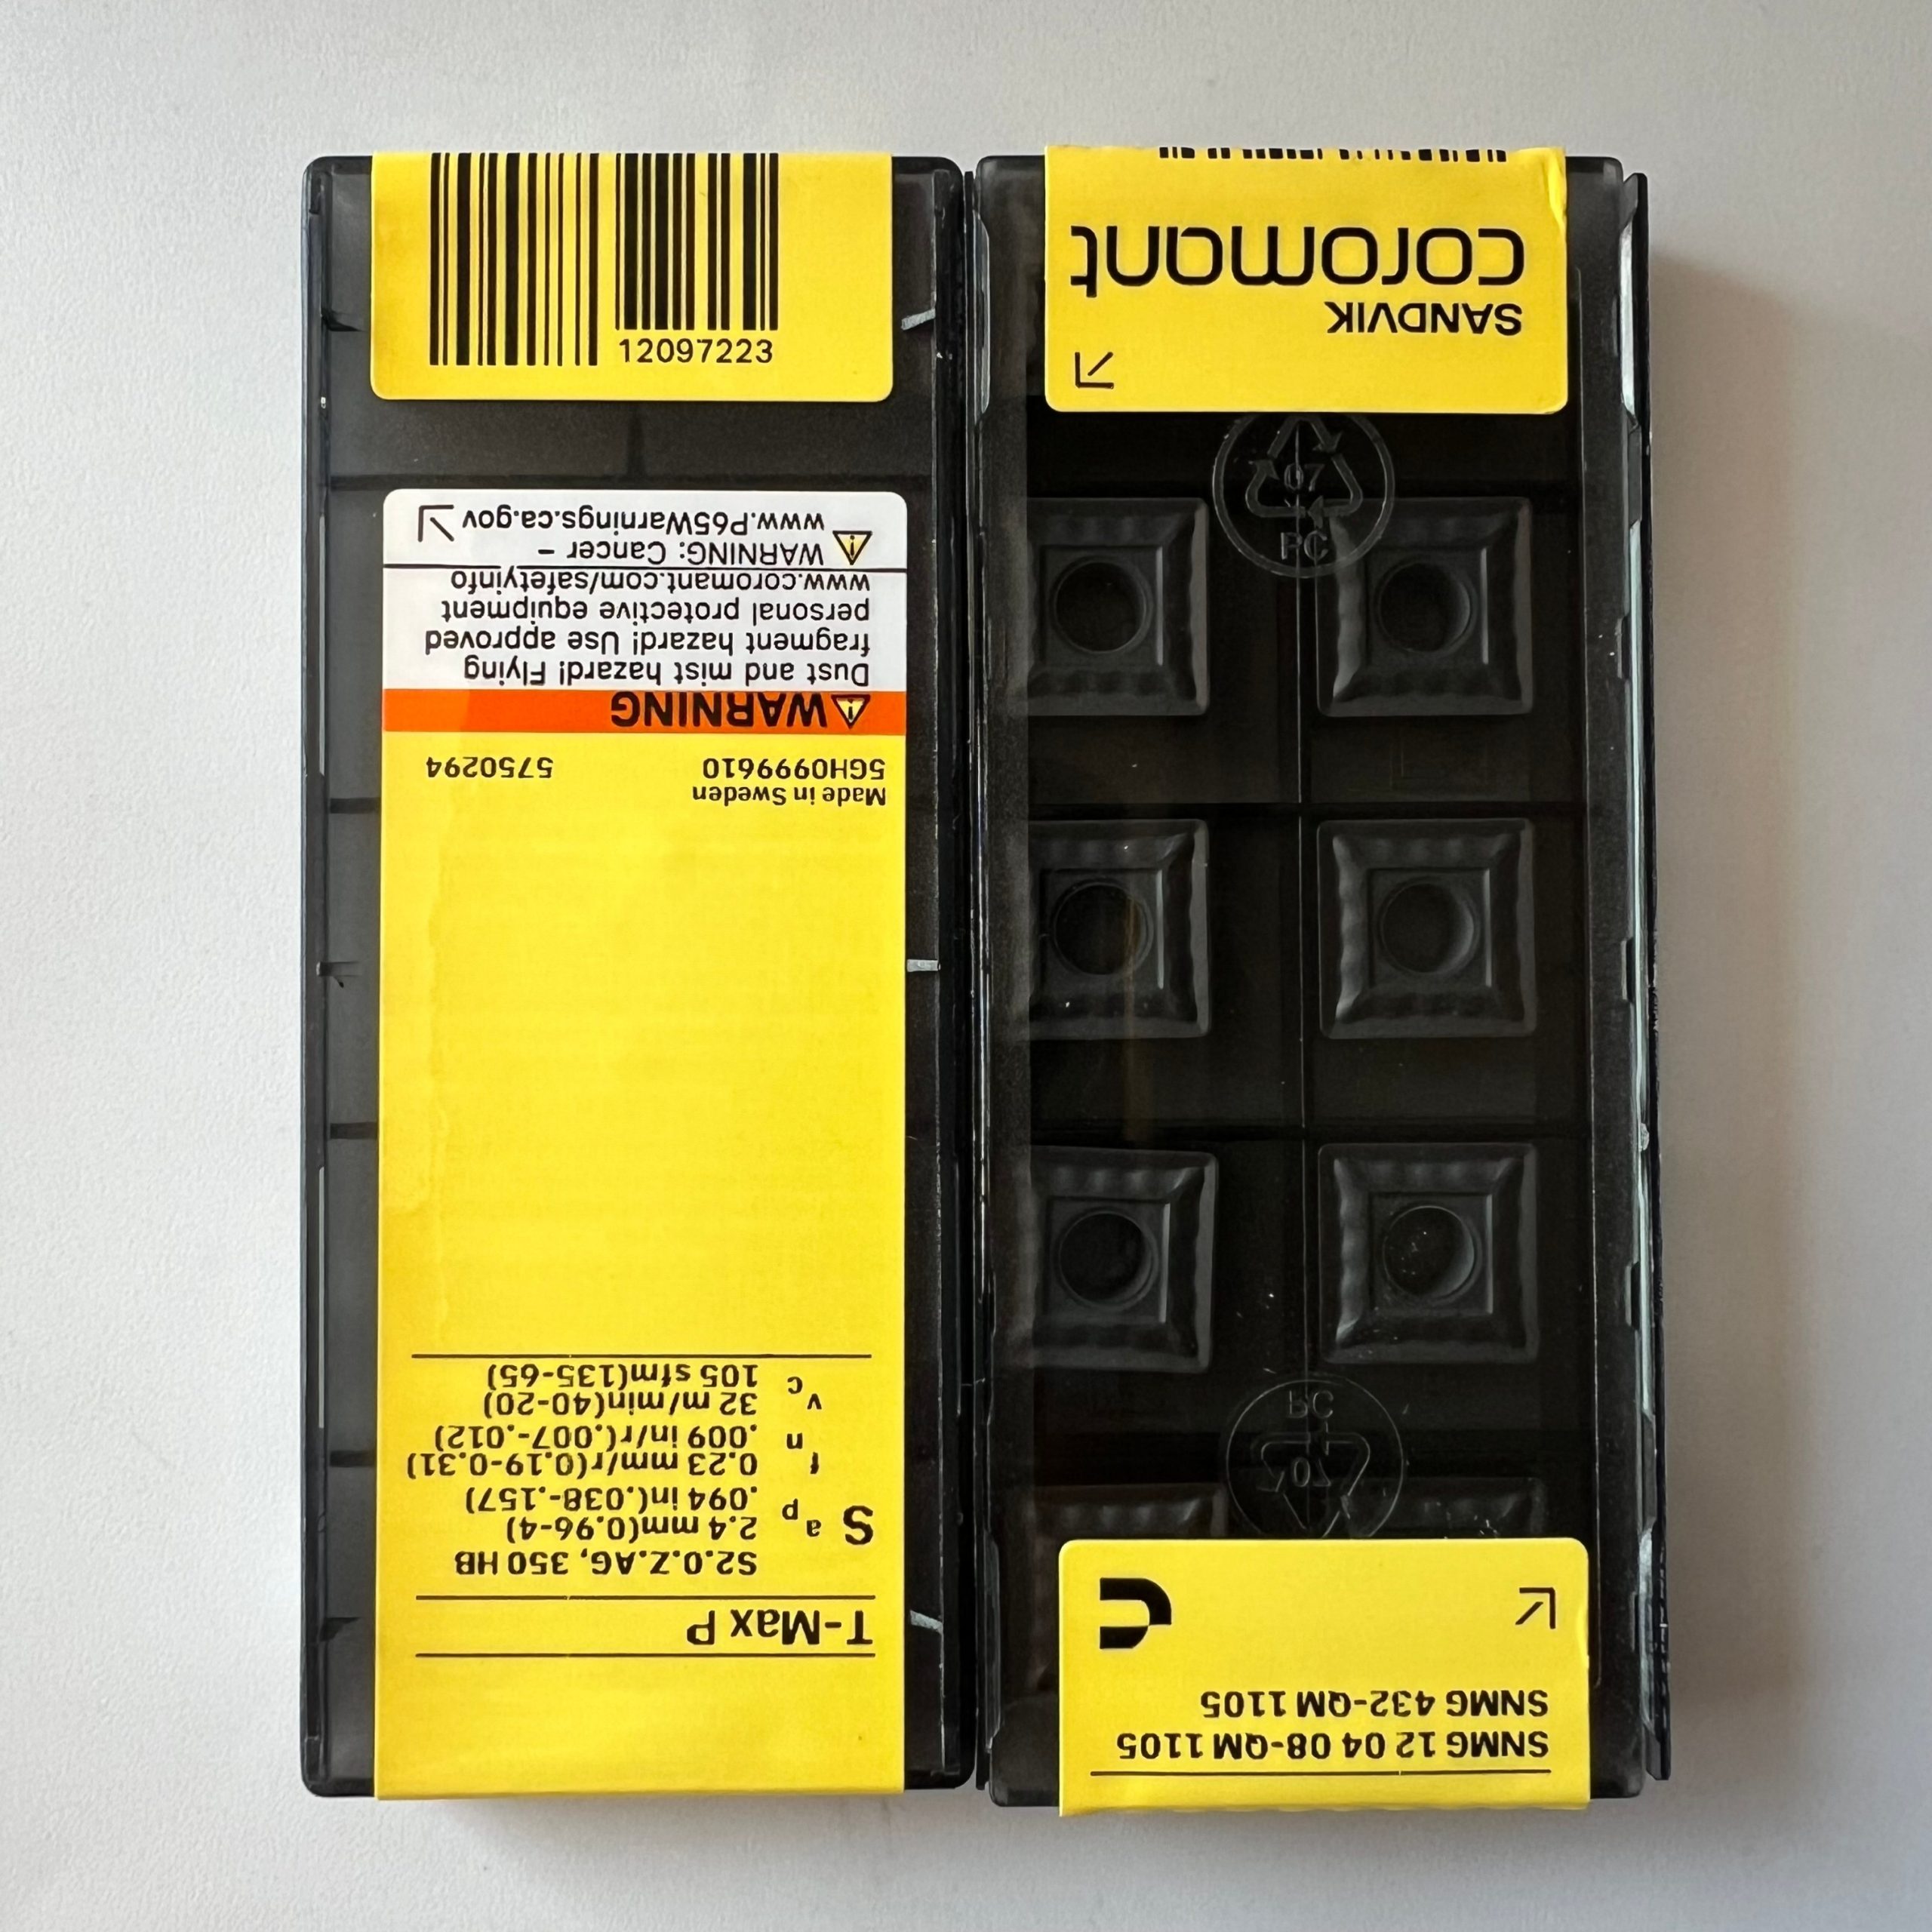 12097223
T-Max P
S2.0.Z.AG, 350 HB
S ap 2.4 mm(0.96-4)
.094 in(.038-.157)
fn 0.23 mm/r(0.19-0.31)
.009 in/r(.007-.012)
vc 32 m/min(40-20)
105 sfm(135-65)
Made in Sweden
5GH0999610 5750294
WARNING
Dust and mist hazard! Flying
fragment hazard! Use approved
personal protective equipment
www.coromant.com/safetyinfo
WARNING: Cancer –
www.P65Warnings.ca.gov
SNMG 12 04 08-QM 1105
SNMG 432-QM 1105
07
PC
07
PC
SANDVIK
coromant